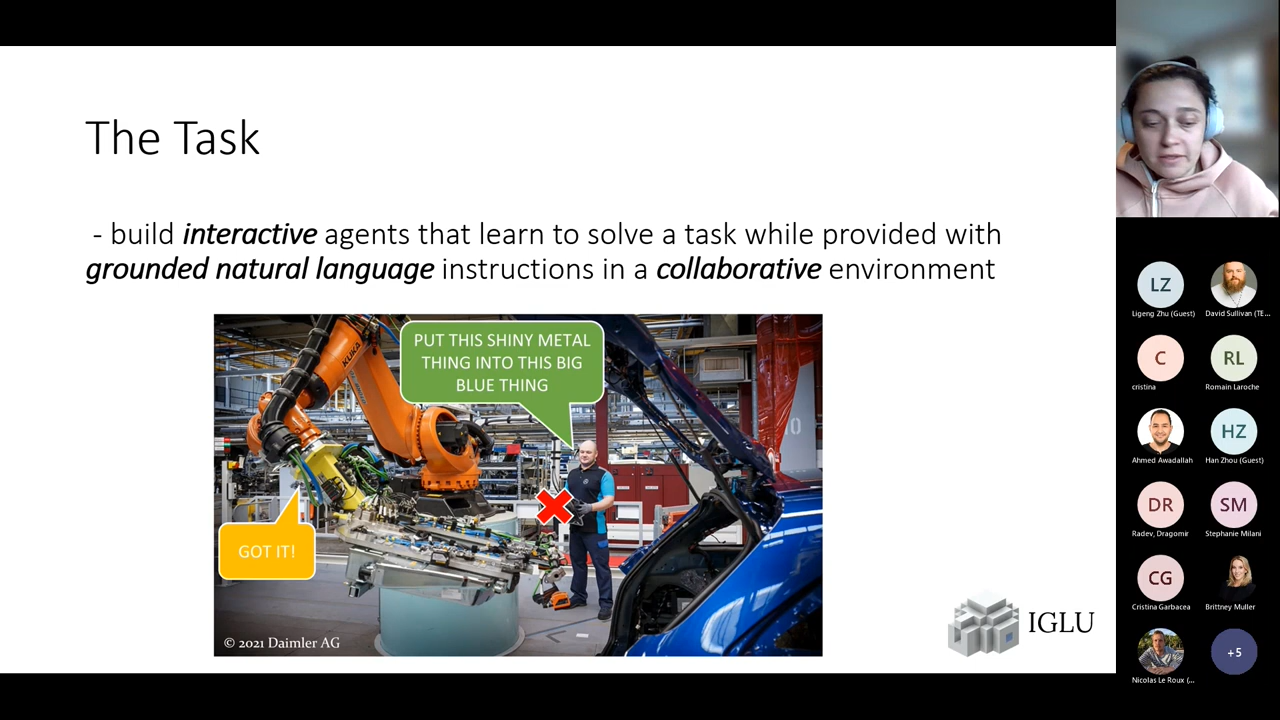 The Task
- build interactive agents that learn to solve a task while provided with
grounded natural language instructions in a collaborative environment
PUT THIS SHINY METAL
THING INTO THIS BIG
BLUE THING
KUKA
GOT IT!
© 2021 Daimler AG
IGLU
LZ
Ligeng Zhu (Guest)
David Sullivan (TE...
C
cristina
RL
Romain Laroche
Ahmed Awadallah
HZ
Han Zhou (Guest)
DR
Radev, Dragomir
SM
Stephanie Milani
CG
Cristina Garbacea
Brittney Muller
Nicolas Le Roux (...
+5